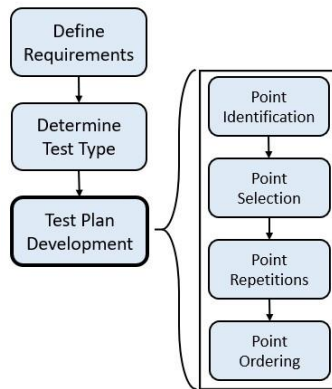 Define
Requirements
Determine
Test Type
Test Plan
Development
Point
Identification
Point
Selection
Point
Repetitions
Point
Ordering